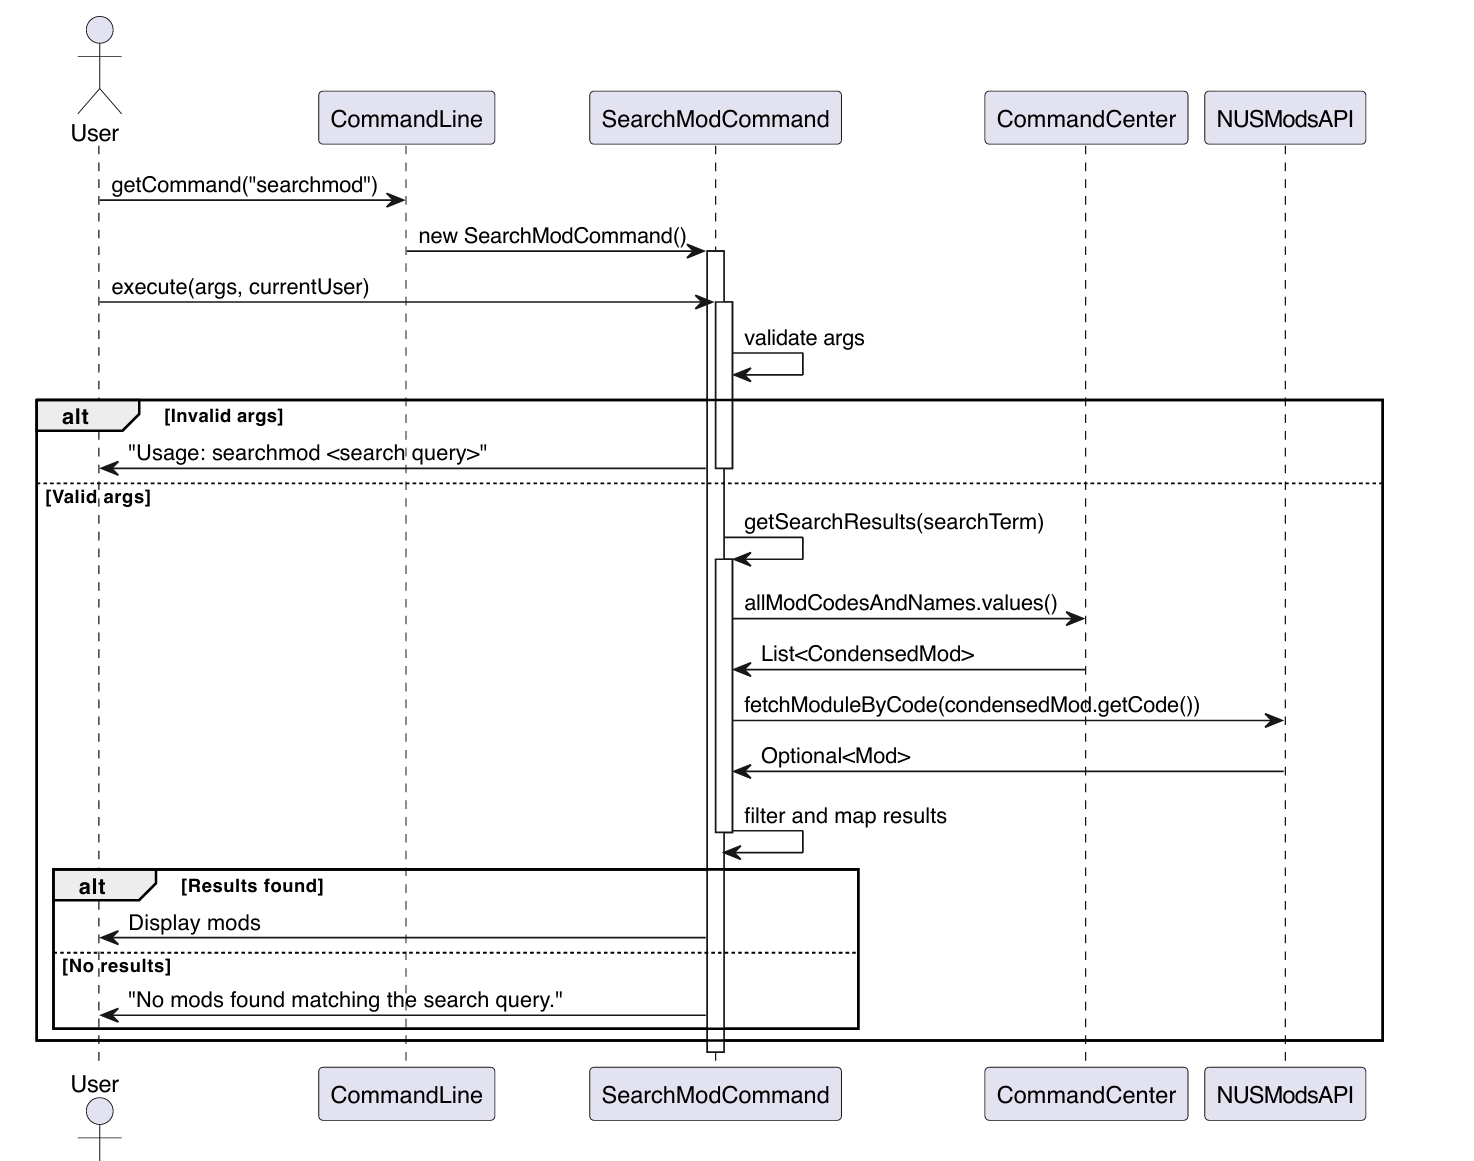 User
CommandLine
SearchModCommand
CommandCenter
NUSModsAPI
getCommand("searchmod")
new SearchModCommand()
execute(args, currentUser)
validate args
alt
[Invalid args]
"Usage: searchmod <search query>"
[Valid args]
getSearchResults(searchTerm)
allModCodesAndNames.values()
List<CondensedMod>
fetchModuleByCode(condensedMod.getCode())
Optional<Mod>
filter and map results
alt
[Results found]
Display mods
[No results]
"No mods found matching the search query."
User
CommandLine
SearchModCommand
CommandCenter
NUSModsAPI